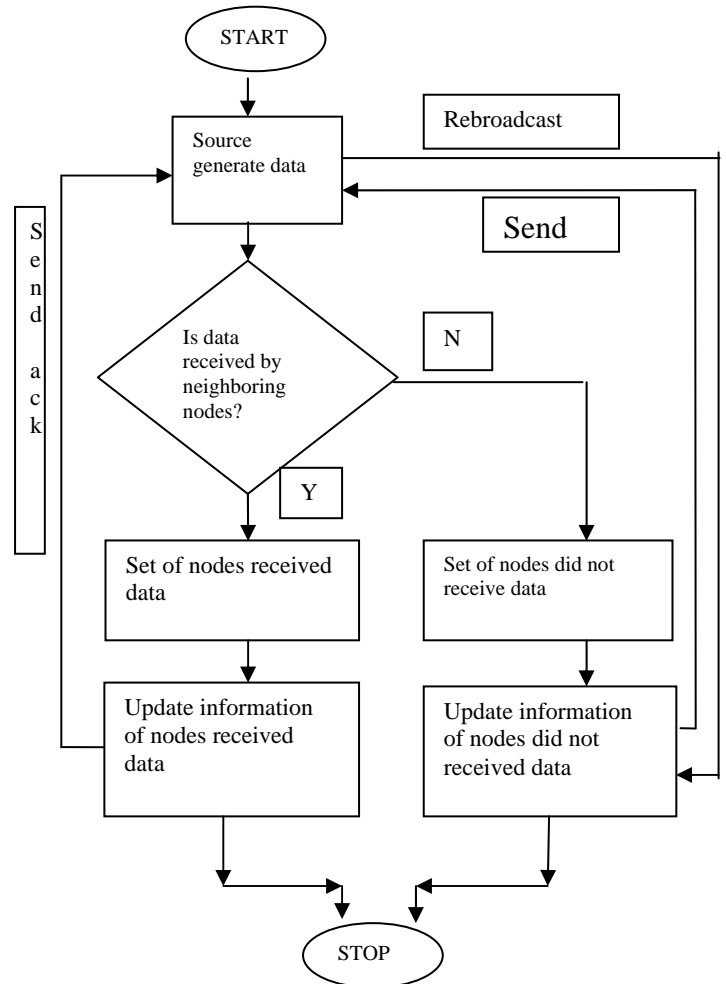 START
Source
generate data
Rebroadcast
Send
Send ack
Is data
received by
neighboring
nodes?
N
Y
Set of nodes received
data
Set of nodes did not
receive data
Update information
of nodes received
data
Update information
of nodes did not
received data
STOP